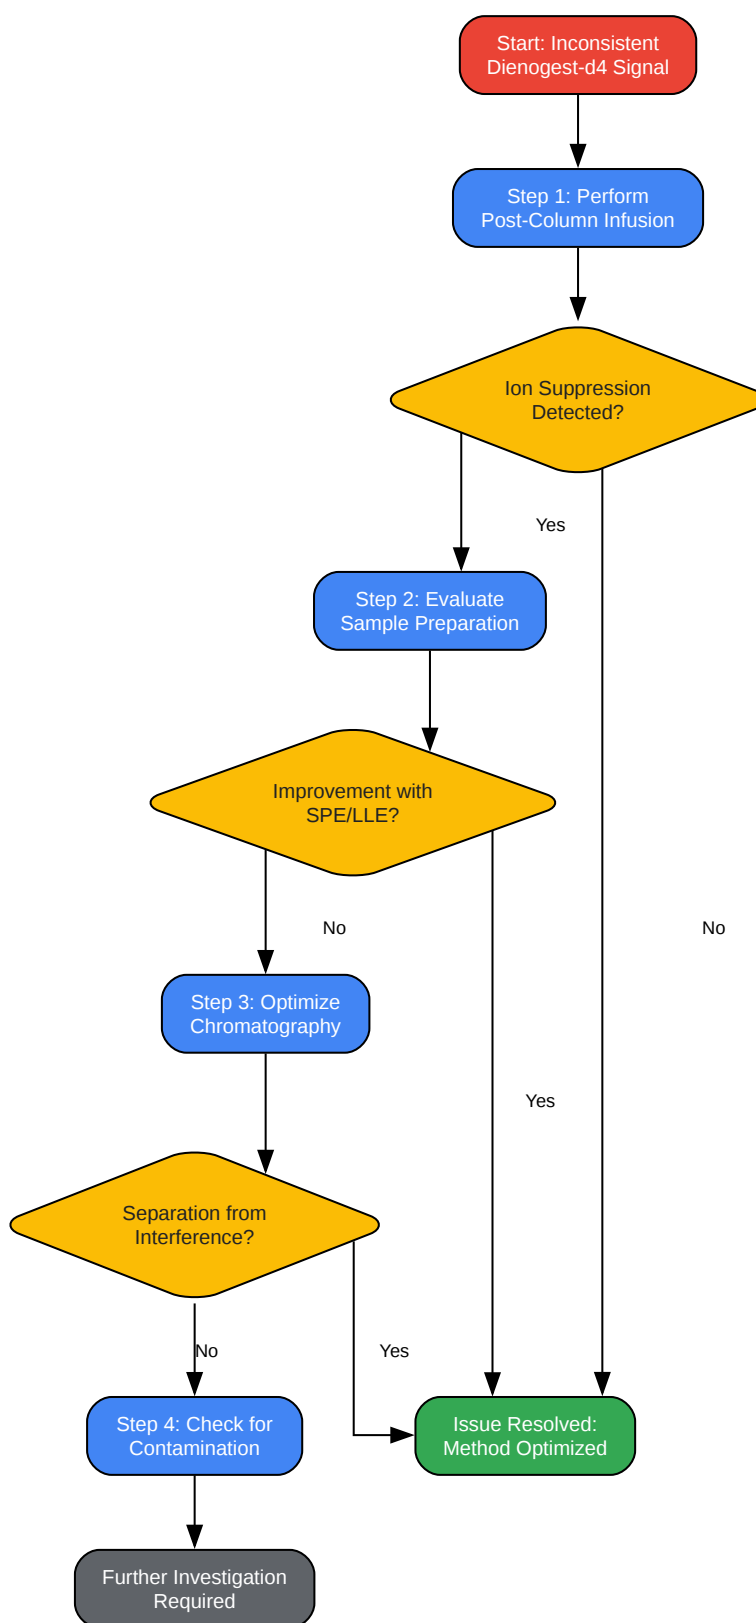 Start: Inconsistent
Dienogest-d4 Signal
Step 1: Perform
Post-Column Infusion
Ion Suppression
Detected?
Yes
Step 2: Evaluate
Sample Preparation
Improvement with
SPE/LLE?
No
No
Step 3: Optimize
Chromatography
Yes
Separation from
Interference?
No
Yes
Step 4: Check for
Contamination
Issue Resolved:
Method Optimized
Further Investigation
Required